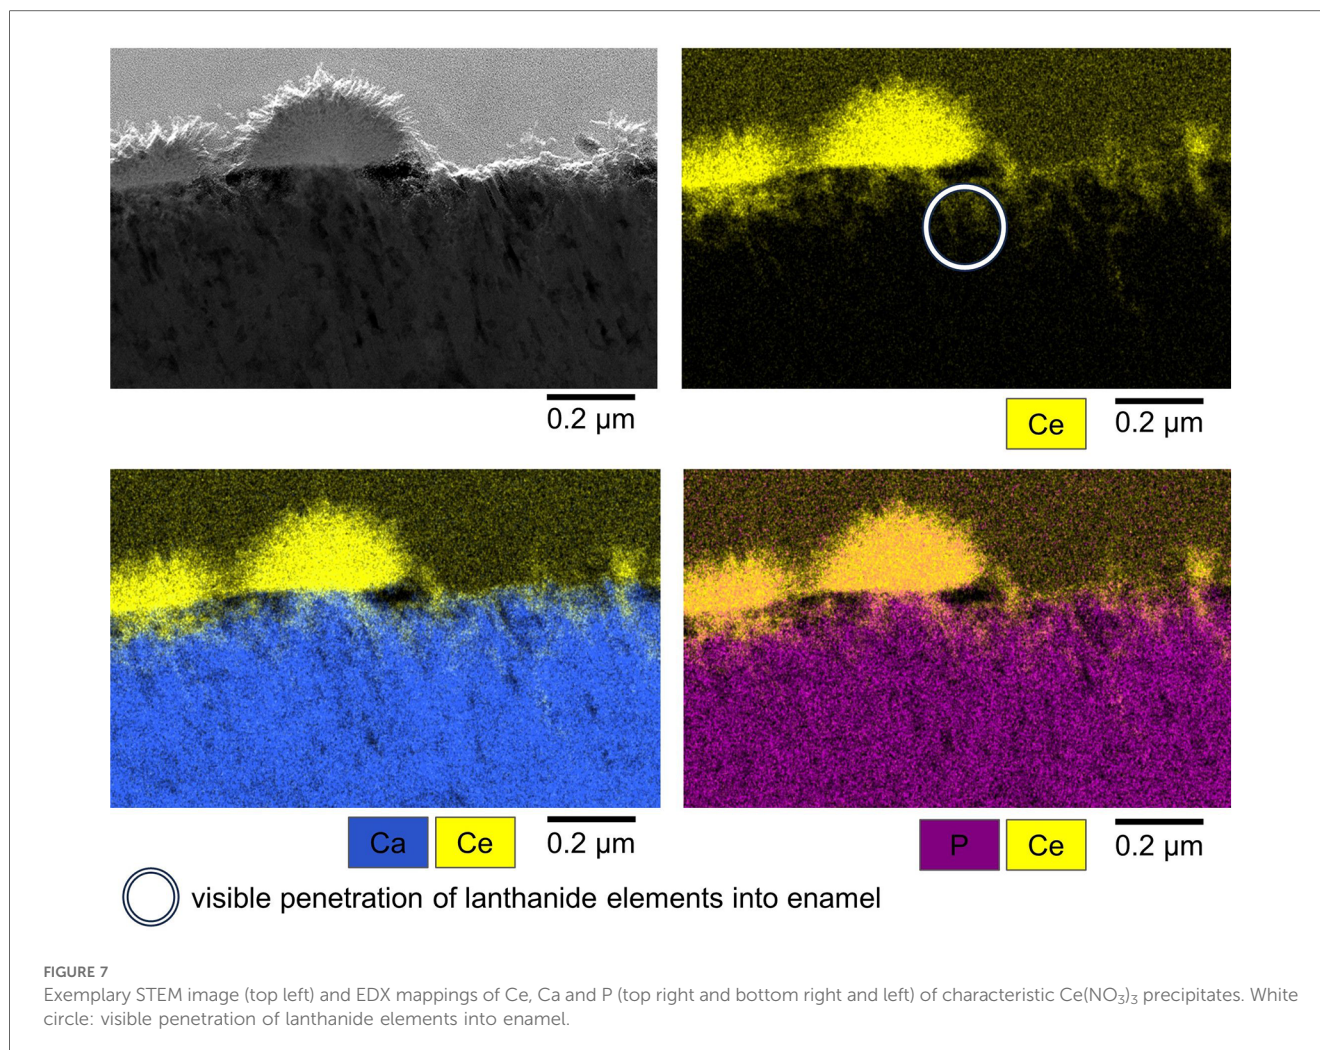 0.2 µm
Ce 0.2 µm
Ca Ce 0.2 µm
P Ce 0.2 µm
visible penetration of lanthanide elements into enamel
FIGURE 7
Exemplary STEM image (top left) and EDX mappings of Ce, Ca and P (top right and bottom right and left) of characteristic Ce(NO₃)₃ precipitates. White
circle: visible penetration of lanthanide elements into enamel.